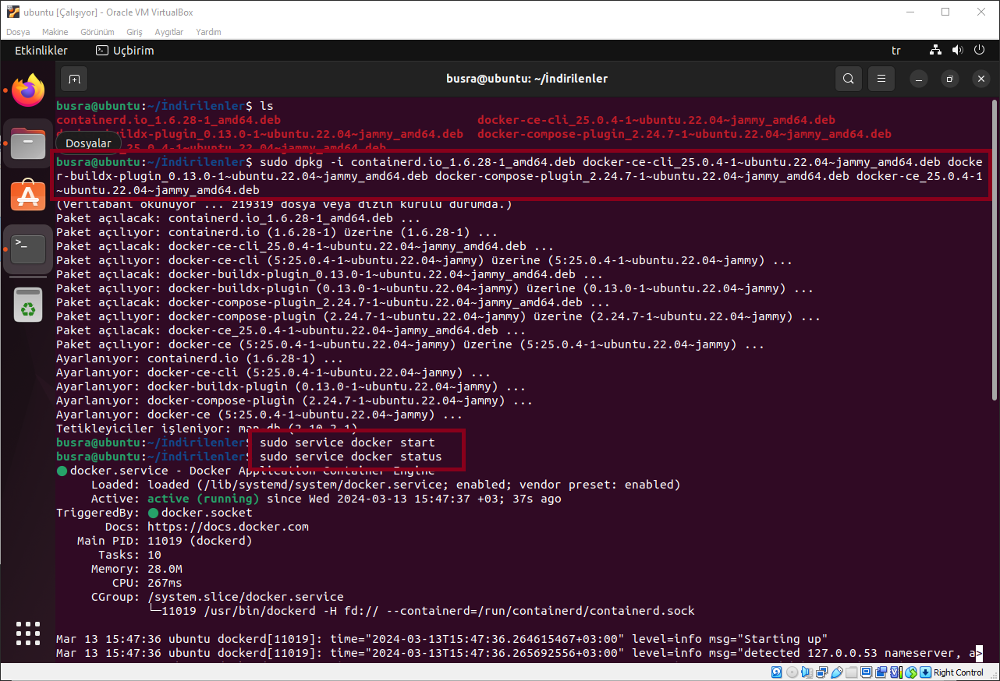 ubuntu [Çalışıyor] - Oracle VM VirtualBox
Dosya Makine Görünüm Giriş Aygıtlar Yardım
Etkinlikler Uçbirim tr
busra@ubuntu: ~/İndirilenler
busra@ubuntu:~/İndirilenler$ ls
containerd.io_1.6.28-1_amd64.deb docker-ce-cli_25.0.4-1~ubuntu.22.04~jammy_amd64.deb
ildx-plugin_0.13.0-1~ubuntu.22.04~jammy_amd64.deb docker-compose-plugin_2.24.7-1~ubuntu.22.04~jammy_amd64.deb
Dosyalar
25.0.4-1~ubuntu.22.04~jammy_amd64.deb
busra@ubuntu:~/İndirilenler$ sudo dpkg -i containerd.io_1.6.28-1_amd64.deb docker-ce-cli_25.0.4-1~ubuntu.22.04~jammy_amd64.deb docke
r-buildx-plugin_0.13.0-1~ubuntu.22.04~jammy_amd64.deb docker-compose-plugin_2.24.7-1~ubuntu.22.04~jammy_amd64.deb docker-ce_25.0.4-1
~ubuntu.22.04~jammy_amd64.deb
(Veritabanı okunuyor ... 219319 dosya veya dizin kurulu durumda.)
Paket açılacak: containerd.io_1.6.28-1_amd64.deb ...
Paket açılıyor: containerd.io (1.6.28-1) üzerine (1.6.28-1) ...
Paket açılacak: docker-ce-cli_25.0.4-1~ubuntu.22.04~jammy_amd64.deb ...
Paket açılıyor: docker-ce-cli (5:25.0.4-1~ubuntu.22.04~jammy) üzerine (5:25.0.4-1~ubuntu.22.04~jammy) ...
Paket açılacak: docker-buildx-plugin_0.13.0-1~ubuntu.22.04~jammy_amd64.deb ...
Paket açılıyor: docker-buildx-plugin (0.13.0-1~ubuntu.22.04~jammy) üzerine (0.13.0-1~ubuntu.22.04~jammy) ...
Paket açılacak: docker-compose-plugin_2.24.7-1~ubuntu.22.04~jammy_amd64.deb ...
Paket açılıyor: docker-compose-plugin (2.24.7-1~ubuntu.22.04~jammy) üzerine (2.24.7-1~ubuntu.22.04~jammy) ...
Paket açılacak: docker-ce_25.0.4-1~ubuntu.22.04~jammy_amd64.deb ...
Paket açılıyor: docker-ce (5:25.0.4-1~ubuntu.22.04~jammy) üzerine (5:25.0.4-1~ubuntu.22.04~jammy) ...
Ayarlanıyor: containerd.io (1.6.28-1) ...
Ayarlanıyor: docker-ce-cli (5:25.0.4-1~ubuntu.22.04~jammy) ...
Ayarlanıyor: docker-buildx-plugin (0.13.0-1~ubuntu.22.04~jammy) ...
Ayarlanıyor: docker-compose-plugin (2.24.7-1~ubuntu.22.04~jammy) ...
Ayarlanıyor: docker-ce (5:25.0.4-1~ubuntu.22.04~jammy) ...
Tetikleyiciler işleniyor: man-db (2.10.2-1)
busra@ubuntu:~/İndirilenler$ sudo service docker start
busra@ubuntu:~/İndirilenler$ sudo service docker status
docker.service - Docker Application Container Engine
Loaded: loaded (/lib/systemd/system/docker.service; enabled; vendor preset: enabled)
Active: active (running) since Wed 2024-03-13 15:47:37 +03; 37s ago
TriggeredBy: docker.socket
Docs: https://docs.docker.com
Main PID: 11019 (dockerd)
Tasks: 10
Memory: 28.0M
CPU: 267ms
CGroup: /system.slice/docker.service
└─11019 /usr/bin/dockerd -H fd:// --containerd=/run/containerd/containerd.sock
Mar 13 15:47:36 ubuntu dockerd[11019]: time="2024-03-13T15:47:36.264615467+03:00" level=info msg="Starting up"
Mar 13 15:47:36 ubuntu dockerd[11019]: time="2024-03-13T15:47:36.265692556+03:00" level=info msg="detected 127.0.0.53 nameserver, a>
Right Control